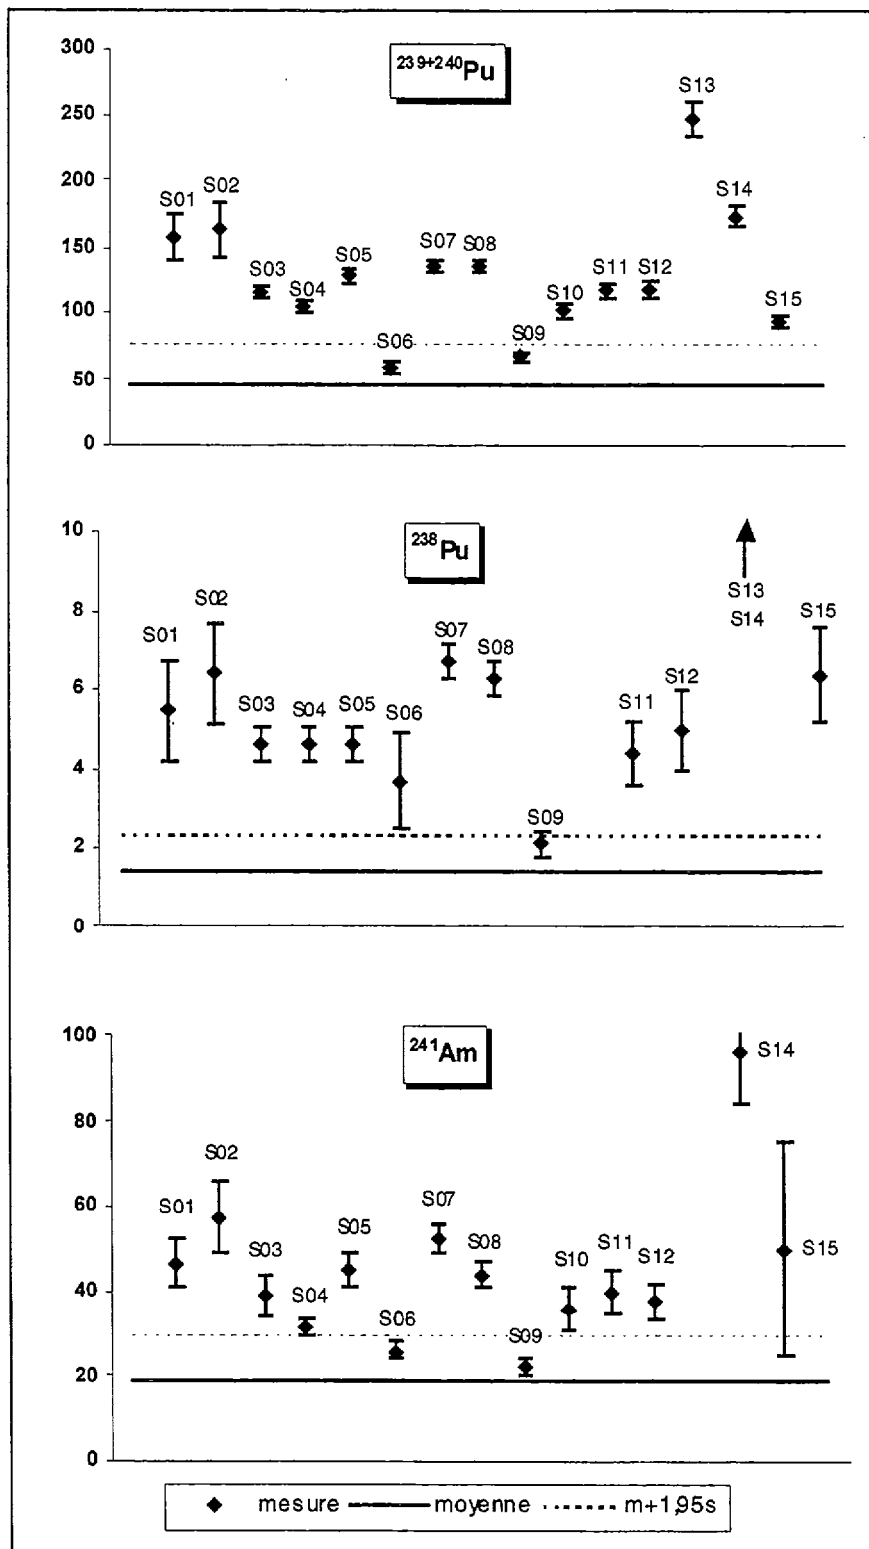 239+240Pu
300
250
200
150
100
50
0
S01
S02
S03
S04
S05
S06
S07
S08
S09
S10
S11
S12
S13
S14
S15
238Pu
10
8
6
4
2
0
S01
S02
S03
S04
S05
S06
S07
S08
S09
S11
S12
S13
S14
S15
241Am
100
80
60
40
20
0
S01
S02
S03
S04
S05
S06
S07
S08
S09
S10
S11
S12
S14
S15
mesure moyenne m+1,95s